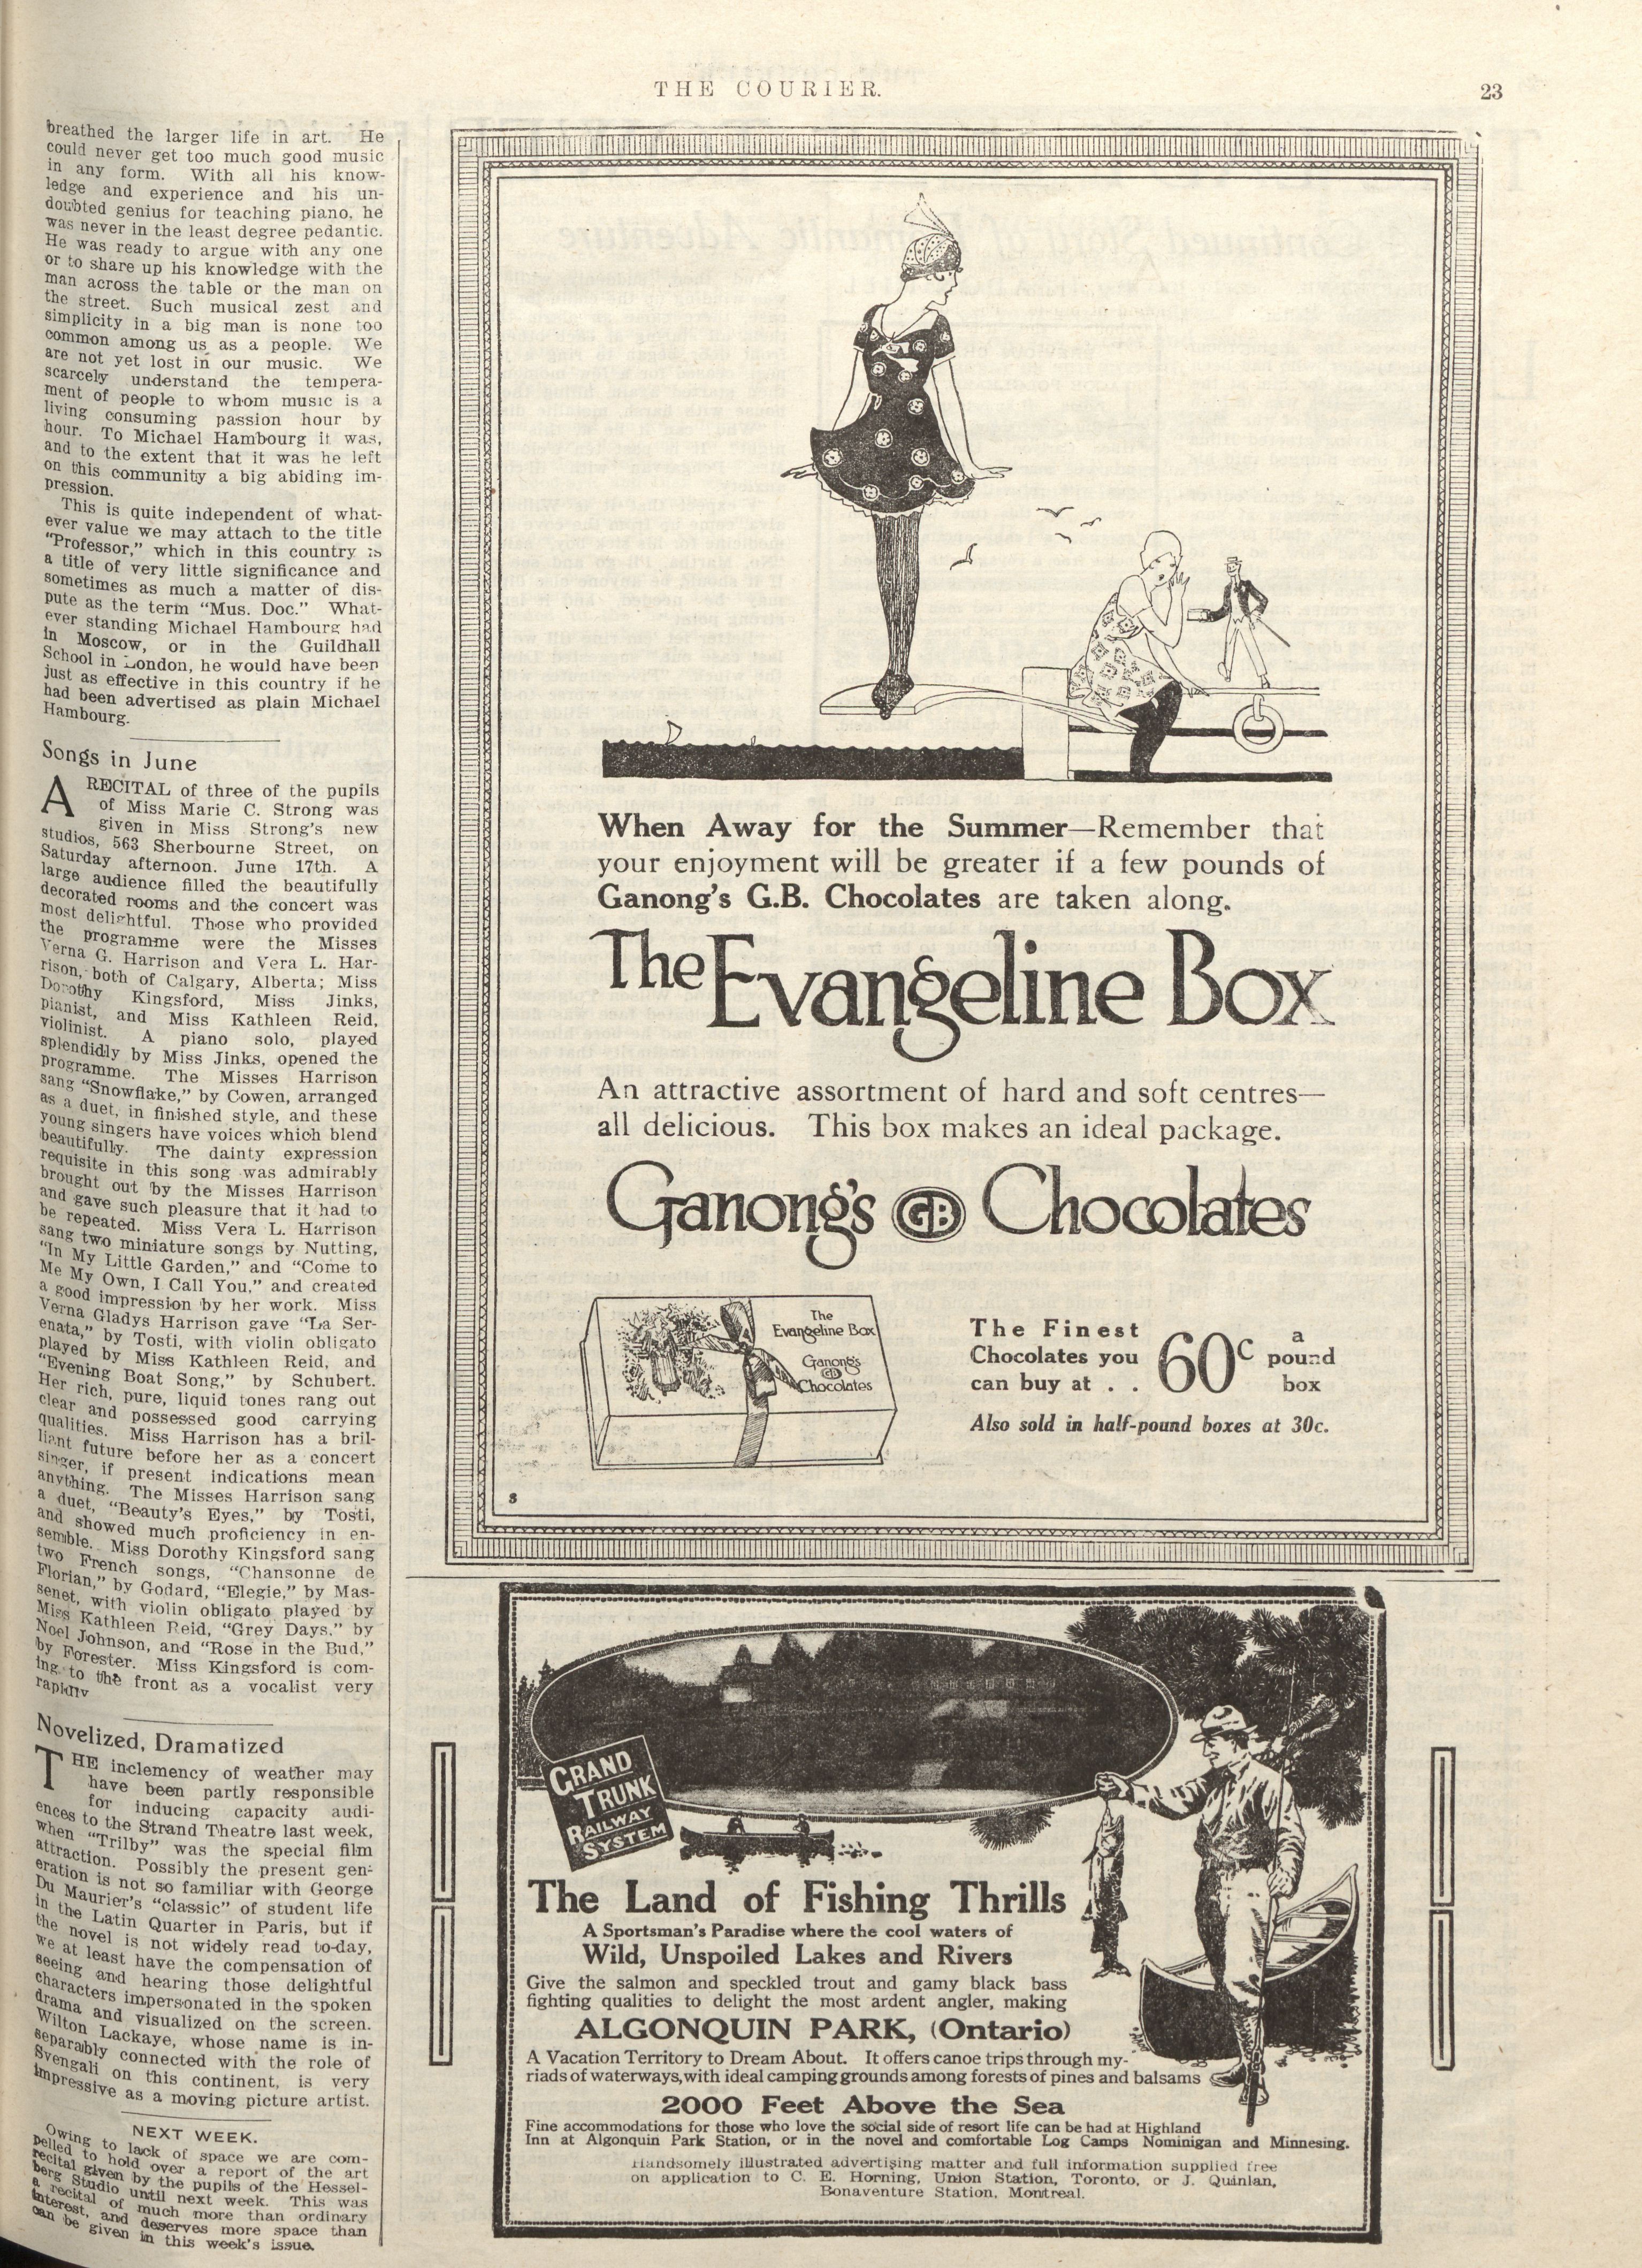 THE COURIER.
23
breathed the larger life in art. He
could never get too much good music
in any form. With all his know-
ledge and experience and his un-
doubted genius for teaching piano, he
was never in the least degree pedantic.
He was ready to argue with any one
or to share up his knowledge with the
man across the table or the man on
the street. Such musical zest and
simplicity in a big man is none too
common among us as a people. We
are not yet lost in our music. We
scarcely understand the tempera-
ment of people to whom music is a
living consuming passion hour by
hour. To Michael Hambourg it was,
and to the extent that it was he left
on this community a big abiding im-
pression.
This is quite independent of what-
ever value we may attach to the title
"Professor," which in this country is
a title of very little significance and
sometimes as much a matter of dis-
pute as the term "Mus. Doc." What-
ever standing Michael Hambourg had
in Moscow, or in the Guildhall
School in London, he would have been
just as effective in this country if he
had been advertised as plain Michael
Hambourg.
Songs in June
A RECITAL of three of the pupils
of Miss Marie C. Strong was
given in Miss Strong's new
studios, 563 Sherbourne Street, on
Saturday afternoon. June 17th. A
large audience filled the beautifully
decorated rooms and the concert was
most delightful. Those who provided
the programme were the Misses
Verna G. Harrison and Vera L. Har-
rison, both of Calgary, Alberta; Miss
Dorothy Kingsford, Miss Jinks,
pianist, and Miss Kathleen Reid,
violinist. A piano solo, played
splendidly by Miss Jinks, opened the
programme. The Misses Harrison
sang "Snowflake," by Cowen, arranged
as a duet, in finished style, and these
young singers have voices which blend
beautifully. The dainty expression
requisite in this song was admirably
brought out by the Misses Harrison
and gave such pleasure that it had to
be repeated. Miss Vera L. Harrison
sang two miniature songs by Nutting,
"In My Little Garden," and "Come to
Me My Own, I Call You," and created
a good impression by her work. Miss
Verna Gladys Harrison gave "La Ser-
enata," by Tosti, with violin obligato
played by Miss Kathleen Reid, and
"Evening Boat Song," by Schubert.
Her rich, pure, liquid tones rang out
clear and possessed good carrying
qualities. Miss Harrison has a bril-
liant future before her as a concert
singer, if present indications mean
anything. The Misses Harrison sang
a duet, "Beauty's Eyes," by Tosti,
and showed much proficiency in en-
semble. Miss Dorothy Kingsford sang
two French songs, "Chansonne de
Florian," by Godard, "Elegie," by Mas-
senet, with violin obligato played by
Miss Kathleen Reid, "Grey Days." by
Noel Johnson, and "Rose in the Bud,"
by Forester. Miss Kingsford is com-
ing to the front as a vocalist very
rapidly
Novelized, Dramatized
THE inclemency of weather may
have been partly responsible
for inducing capacity audi-
ences to the Strand Theatre last week,
when "Trilby" was the special film
attraction. Possibly the present gen-
eration is not so familiar with George
Du Maurier's "classic" of student life
in the Latin Quarter in Paris, but if
the novel is not widely read to-day,
we at least have the compensation of
seeing and hearing those delightful
characters impersonated in the spoken
drama and visualized on the screen.
Wilton Lackaye, whose name is in-
separably connected with the role of
Svengali on this continent, is very
impressive as a moving picture artist.
NEXT WEEK.
Owing to lack of space we are com-
pelled to hold over a report of the art
recital given by the pupils of the Hessel-
berg Studio until next week. This was
a recital of much more than ordinary
interest, and deserves more space than
can be given in this week's issue.
When Away for the Summer—Remember that
your enjoyment will be greater if a few pounds of
Ganong's G.B. Chocolates are taken along.
The Evangeline Box
An attractive assortment of hard and soft centres—
all delicious. This box makes an ideal package.
Ganong's GB Chocolates
The
Evangeline Box
Ganong's
GB
Chocolates
The Finest
Chocolates you
can buy at . .
60c
a
pound
box
Also sold in half-pound boxes at 30c.
3
GRAND
TRUNK
RAILWAY
SYSTEM
The Land of Fishing Thrills
A Sportsman's Paradise where the cool waters of
Wild, Unspoiled Lakes and Rivers
Give the salmon and speckled trout and gamy black bass
fighting qualities to delight the most ardent angler, making
ALGONQUIN PARK, (Ontario)
A Vacation Territory to Dream About. It offers canoe trips through my-
riads of waterways, with ideal camping grounds among forests of pines and balsams
2000 Feet Above the Sea
Fine accommodations for those who love the social side of resort life can be had at Highland
Inn at Algonquin Park Station, or in the novel and comfortable Log Camps Nominigan and Minnesing.
Handsomely illustrated advertising matter and full information supplied free
on application to C. E. Horning, Union Station, Toronto, or J. Quinlan,
Bonaventure Station, Montreal.